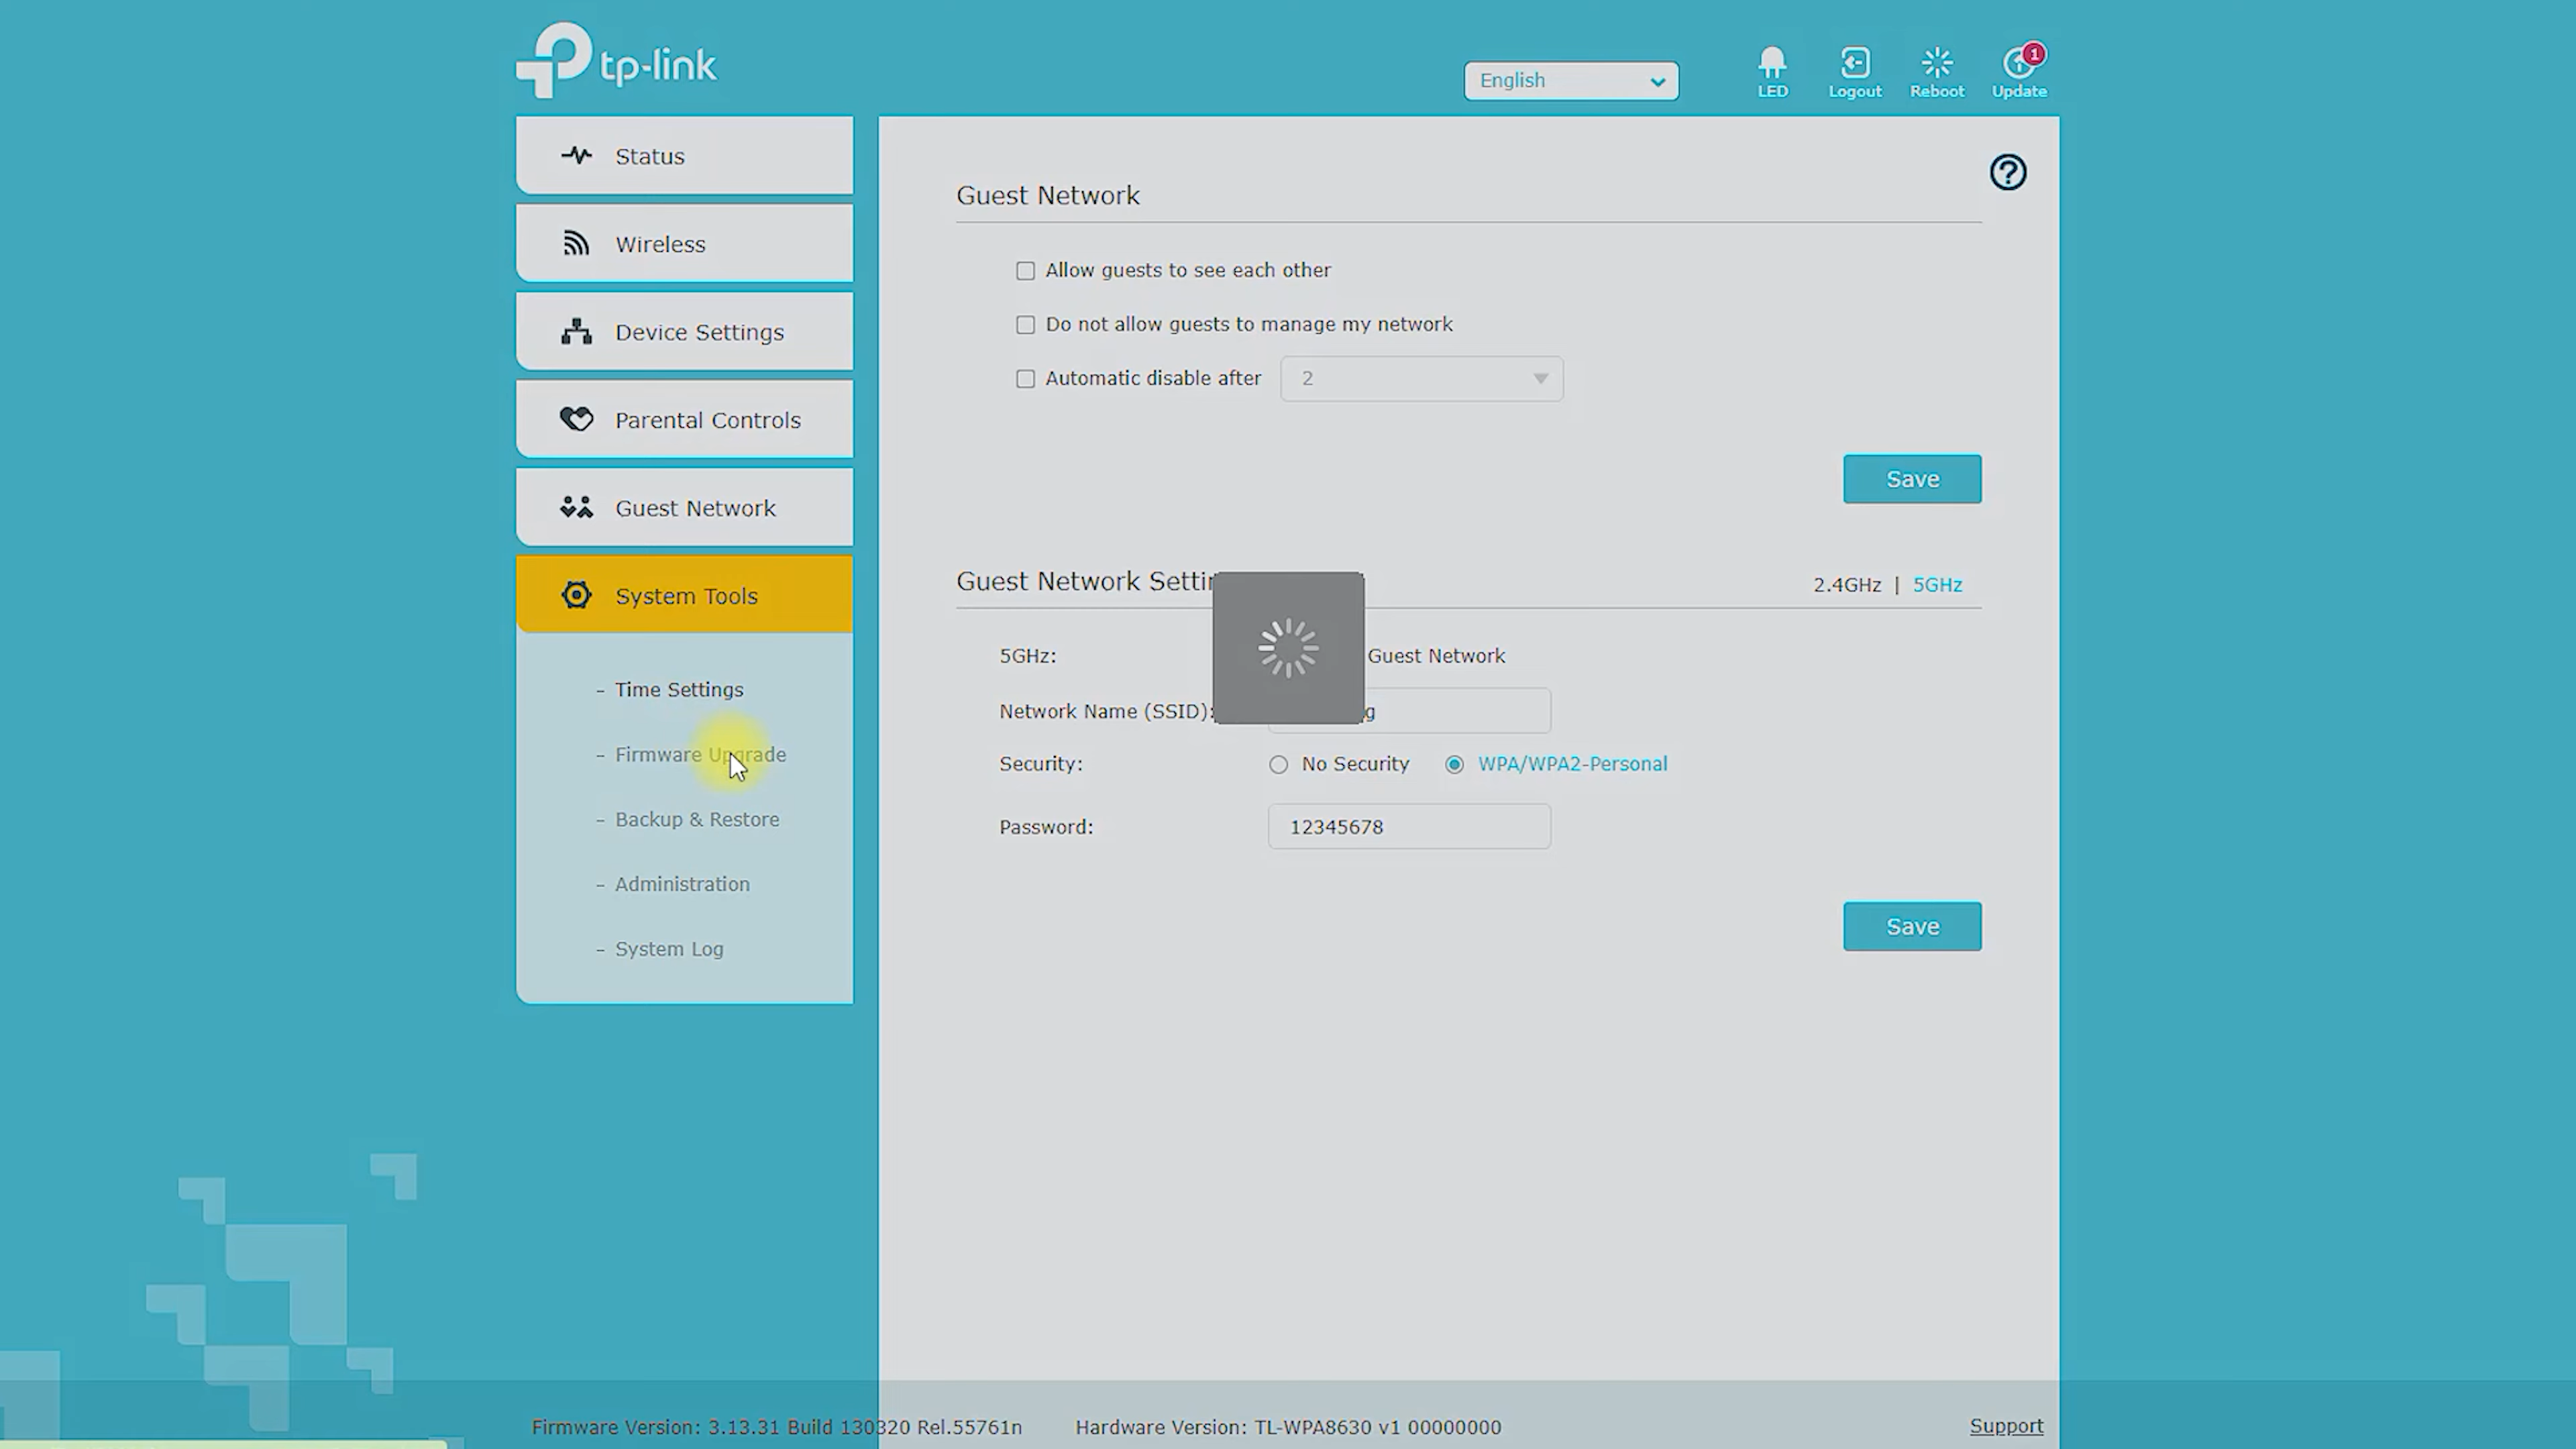 tp-link
English
LED
Logout
Reboot
1
Update
Status
Wireless
Device Settings
Parental Controls
Guest Network
System Tools
- Time Settings
- Firmware Upgrade
- Backup & Restore
- Administration
- System Log
Guest Network
Allow guests to see each other
Do not allow guests to manage my network
Automatic disable after 2
Save
Guest Network
2.4GHz | 5GHz
5GHz: Guest Network
Network Name (SSID):
Security: No Security WPA/WPA2-Personal
Password: 12345678
Save
Firmware Version: 3.13.31 Build 130320 Rel.55761n Hardware Version: TL-WPA8630 v1 00000000
Support